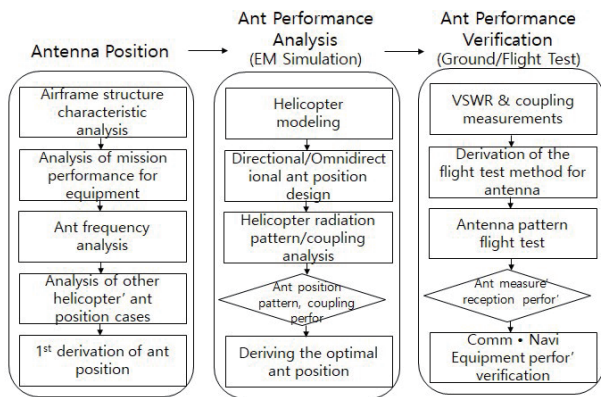 Antenna Position
Airframe structure
characteristic analysis
Analysis of mission
performance for
equipment
Ant frequency
analysis
Analysis of other
helicopter' ant
position cases
1st derivation of ant
position
Ant Performance
Analysis
(EM Simulation)
Helicopter
modeling
Directional/Omnidirect
ional ant position
design
Helicopter radiation
pattern/coupling
analysis
Ant position
pattern, coupling
perfor
Deriving the optimal
ant position
Ant Performance
Verification
(Ground/Flight Test)
VSWR & coupling
measurements
Derivation of the
flight test method for
antenna
Antenna pattern
flight test
Ant measure'
reception perfor'
Comm • Navi
Equipment perfor'
verification